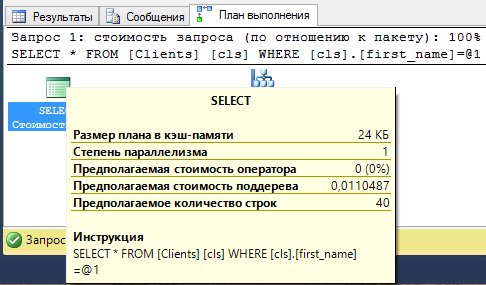 Результаты Сообщения План выполнения
Запрос 1: стоимость запроса (по отношению к пакету): 100%
SELECT * FROM [Clients] [cls] WHERE [cls].[first_name]=@1
SELECT
Стоимость
SELECT
Размер плана в кэш-памяти 24 КБ
Степень параллелизма 1
Предполагаемая стоимость оператора 0 (0%)
Предполагаемая стоимость поддерева 0,0110487
Предполагаемое количество строк 40
Инструкция
SELECT * FROM [Clients] [cls] WHERE [cls].[first_name]
=@1
Запрос